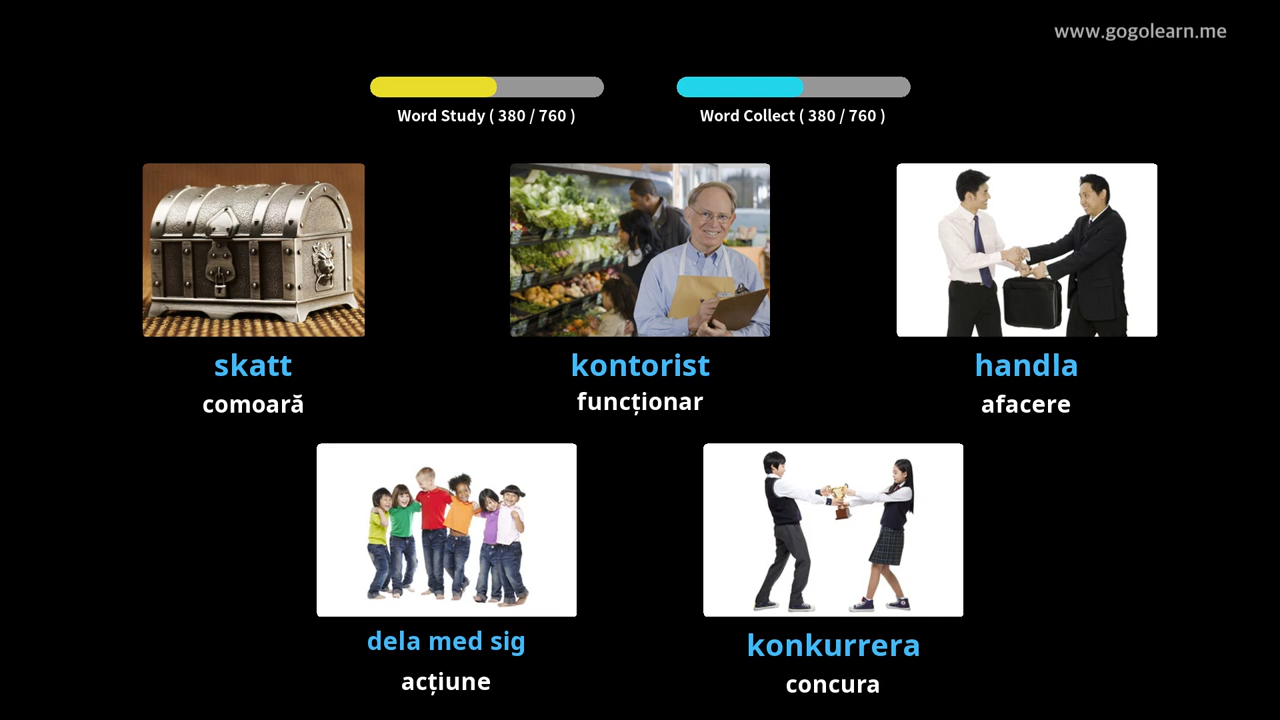 www.gogolearn.me
Word Study ( 380 / 760 )
Word Collect ( 380 / 760 )
skatt
comoară
kontorist
funcționar
handla
afacere
dela med sig
acțiune
konkurrera
concura